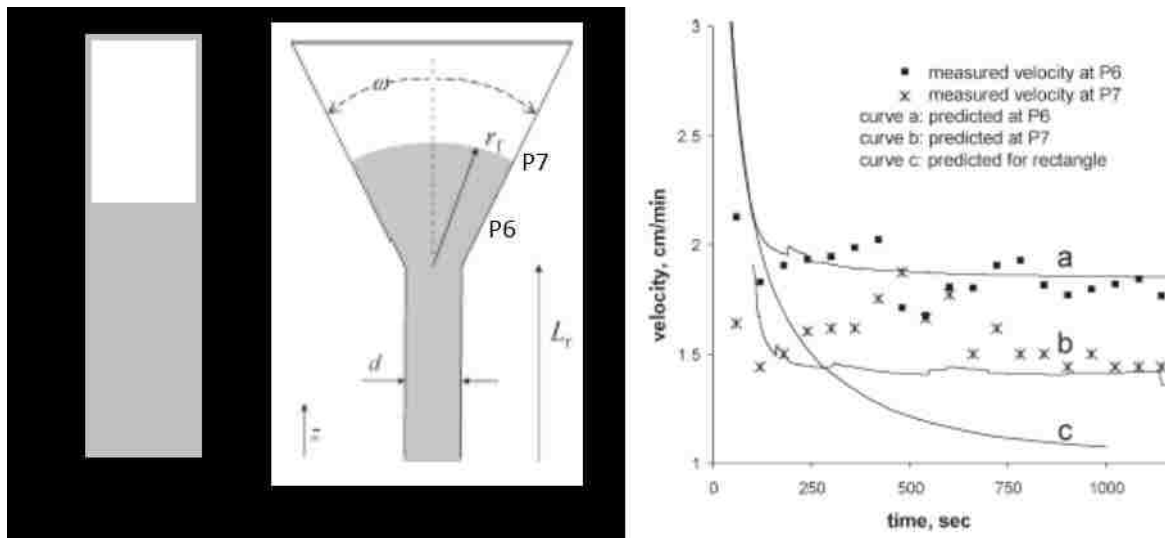 ω
r_f
P7
P6
d
L_f
3
2.5
2
1.5
1
velocity, cm/min
measured velocity at P6
measured velocity at P7
curve a: predicted at P6
curve b: predicted at P7
curve c: predicted for rectangle
a
b
c
0
250
500
750
1000
time, sec